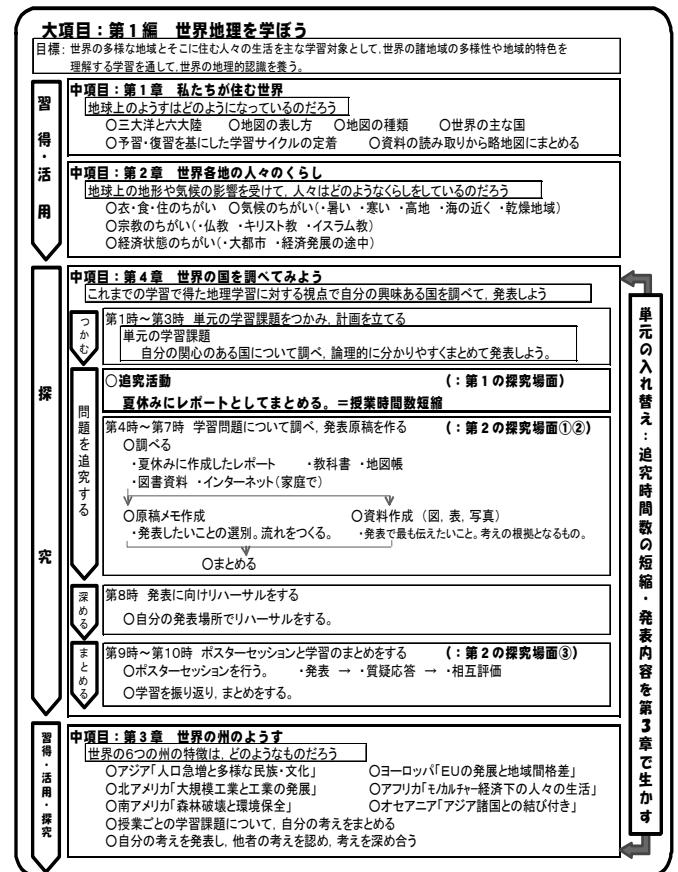 大項目：第1編　世界地理を学ぼう
目標：世界の多様な地域とそこに住む人々の生活を主な学習対象として,世界の諸地域の多様性や地域的特色を
理解する学習を通して,世界の地理的認識を養う。
習得・活用
中項目：第1章　私たちが住む世界
地球上のようすはどのようになっているのだろう
○三大洋と六大陸　○地図の表し方　○地図の種類　○世界の主な国
○予習・復習を基にした学習サイクルの定着　○資料の読み取りから略地図にまとめる
中項目：第2章　世界各地の人々のくらし
地球上の地形や気候の影響を受けて,人々はどのようなくらしをしているのだろう
○衣・食・住のちがい　○気候のちがい(・暑い ・寒い ・高地 ・海の近く ・乾燥地域)
○宗教のちがい(・仏教 ・キリスト教 ・イスラム教)
○経済状態のちがい(・大都市 ・経済発展の途中)
探究
中項目：第4章　世界の国を調べてみよう
これまでの学習で得た地理学習に対する視点で自分の興味ある国を調べて,発表しよう
つかむ
第1時～第3時　単元の学習課題をつかみ,計画を立てる
単元の学習課題
自分の関心のある国について調べ,論理的に分かりやすくまとめて発表しよう。
問題を追究する
○追究活動　(：第1の探究場面)
夏休みにレポートとしてまとめる。＝授業時間数短縮
第4時～第7時　学習問題について調べ,発表原稿を作る　(：第2の探究場面①②)
○調べる
・夏休みに作成したレポート　・教科書 ・地図帳
・図書資料 ・インターネット(家庭で)
○原稿メモ作成　○資料作成 (図,表,写真)
・発表したいことの選別。流れをつくる。　・発表で最も伝えたいこと。考えの根拠となるもの。
○まとめる
深める
第8時　発表に向けリハーサルをする
○自分の発表場所でリハーサルをする。
まとめる
第9時～第10時　ポスターセッションと学習のまとめをする　(：第2の探究場面③)
○ポスターセッションを行う。　・発表 → ・質疑応答 → ・相互評価
○学習を振り返り,まとめをする。
習得・活用・探究
中項目：第3章　世界の州のようす
世界の6つの州の特徴は,どのようなものだろう
○アジア「人口急増と多様な民族・文化」　○ヨーロッパ「EUの発展と地域間格差」
○北アメリカ「大規模工業と工業の発展」　○アフリカ「モノカルチャー経済下の人々の生活」
○南アメリカ「森林破壊と環境保全」　○オセアニア「アジア諸国との結び付き」
○授業ごとの学習課題について,自分の考えをまとめる
○自分の考えを発表し,他者の考えを認め,考えを深め合う
単元の入れ替え：追究時間数の短縮・発表内容を第3章で生かす